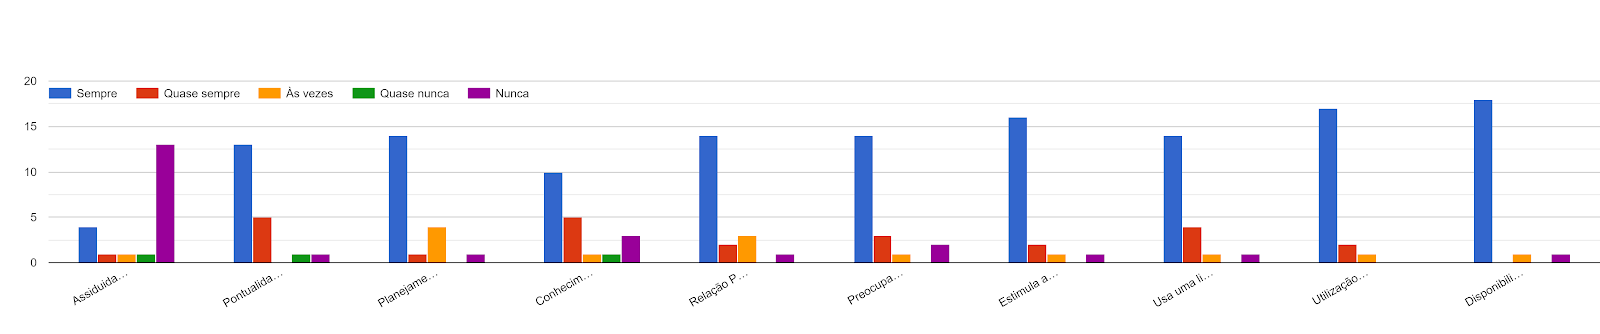 20
Sempre Quase sempre Às vezes Quase nunca Nunca
15
10
5
0
Assiduida… Pontualida… Planejame… Conhecim… Relação P… Preocupa… Estimula a… Usa uma li… Utilização… Disponibili…